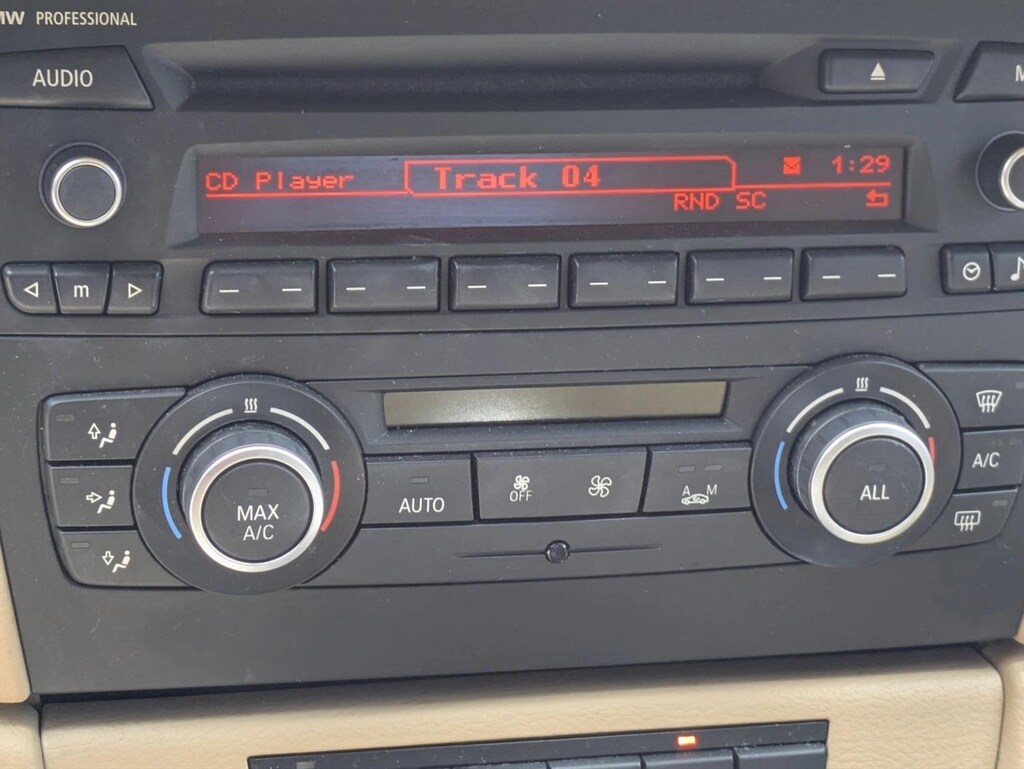 PROFESSIONAL
AUDIO
CD Player
Track 04
1:29
RND SC
m
MAX
A/C
AUTO
OFF
A M
ALL
A/C